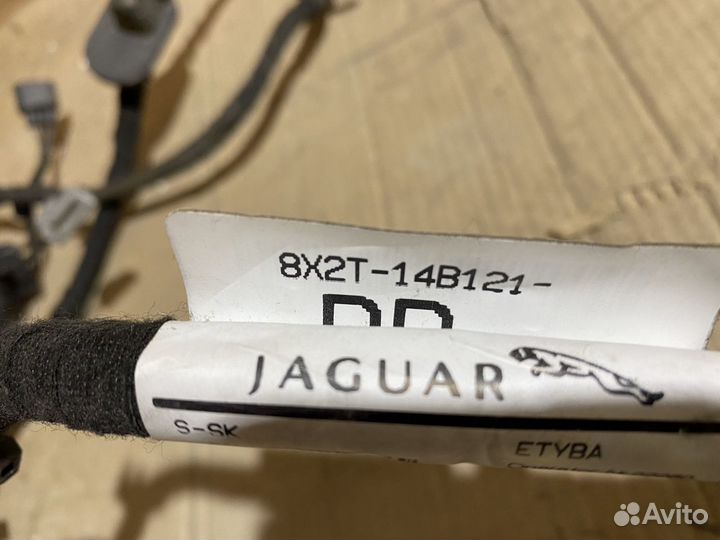 8X2T-14B121-
JAGUAR
S-SK
ETYBA
Avito